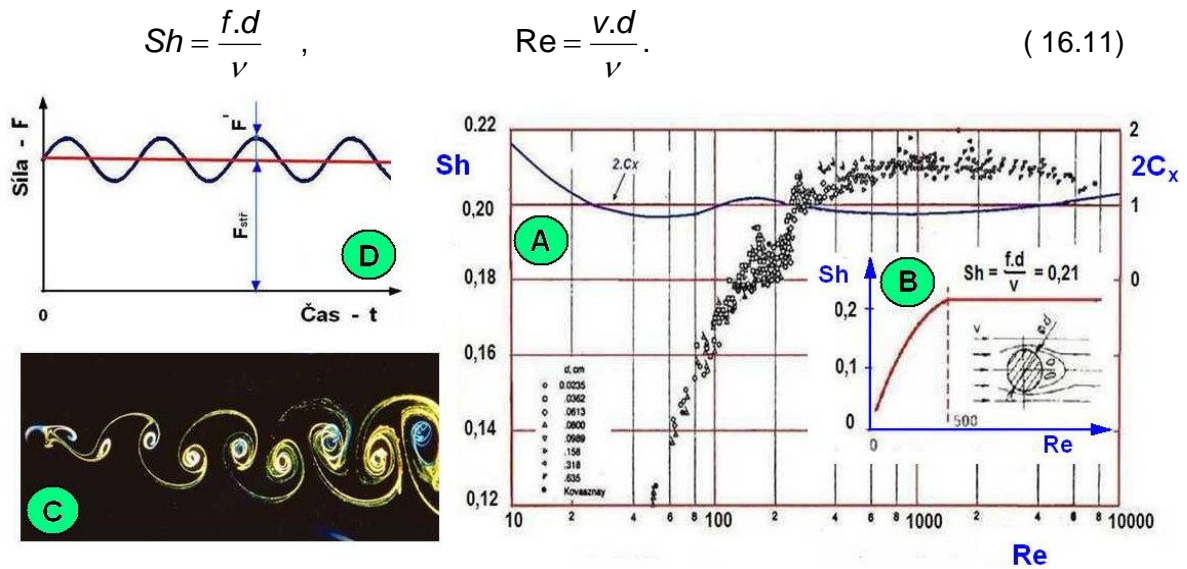 Sh = f.d / ν , Re = v.d / ν . ( 16.11)
Síla - F
F'
Fstř
D
0
Čas - t
C
Sh
0,22
0,20
0,18
0,16
0,14
0,12
2.Cx
A
2Cx
2
1
0
d, cm
0.0235
.0362
.0613
.0800
.0989
.158
.318
.635
Kovasznay
10 2 4 6 8 100 2 4 6 8 1000 2 4 6 8 10000
Re
Sh
B
Sh = f.d / v = 0,21
0,2
0,1
0
v
ø d
0
500
Re